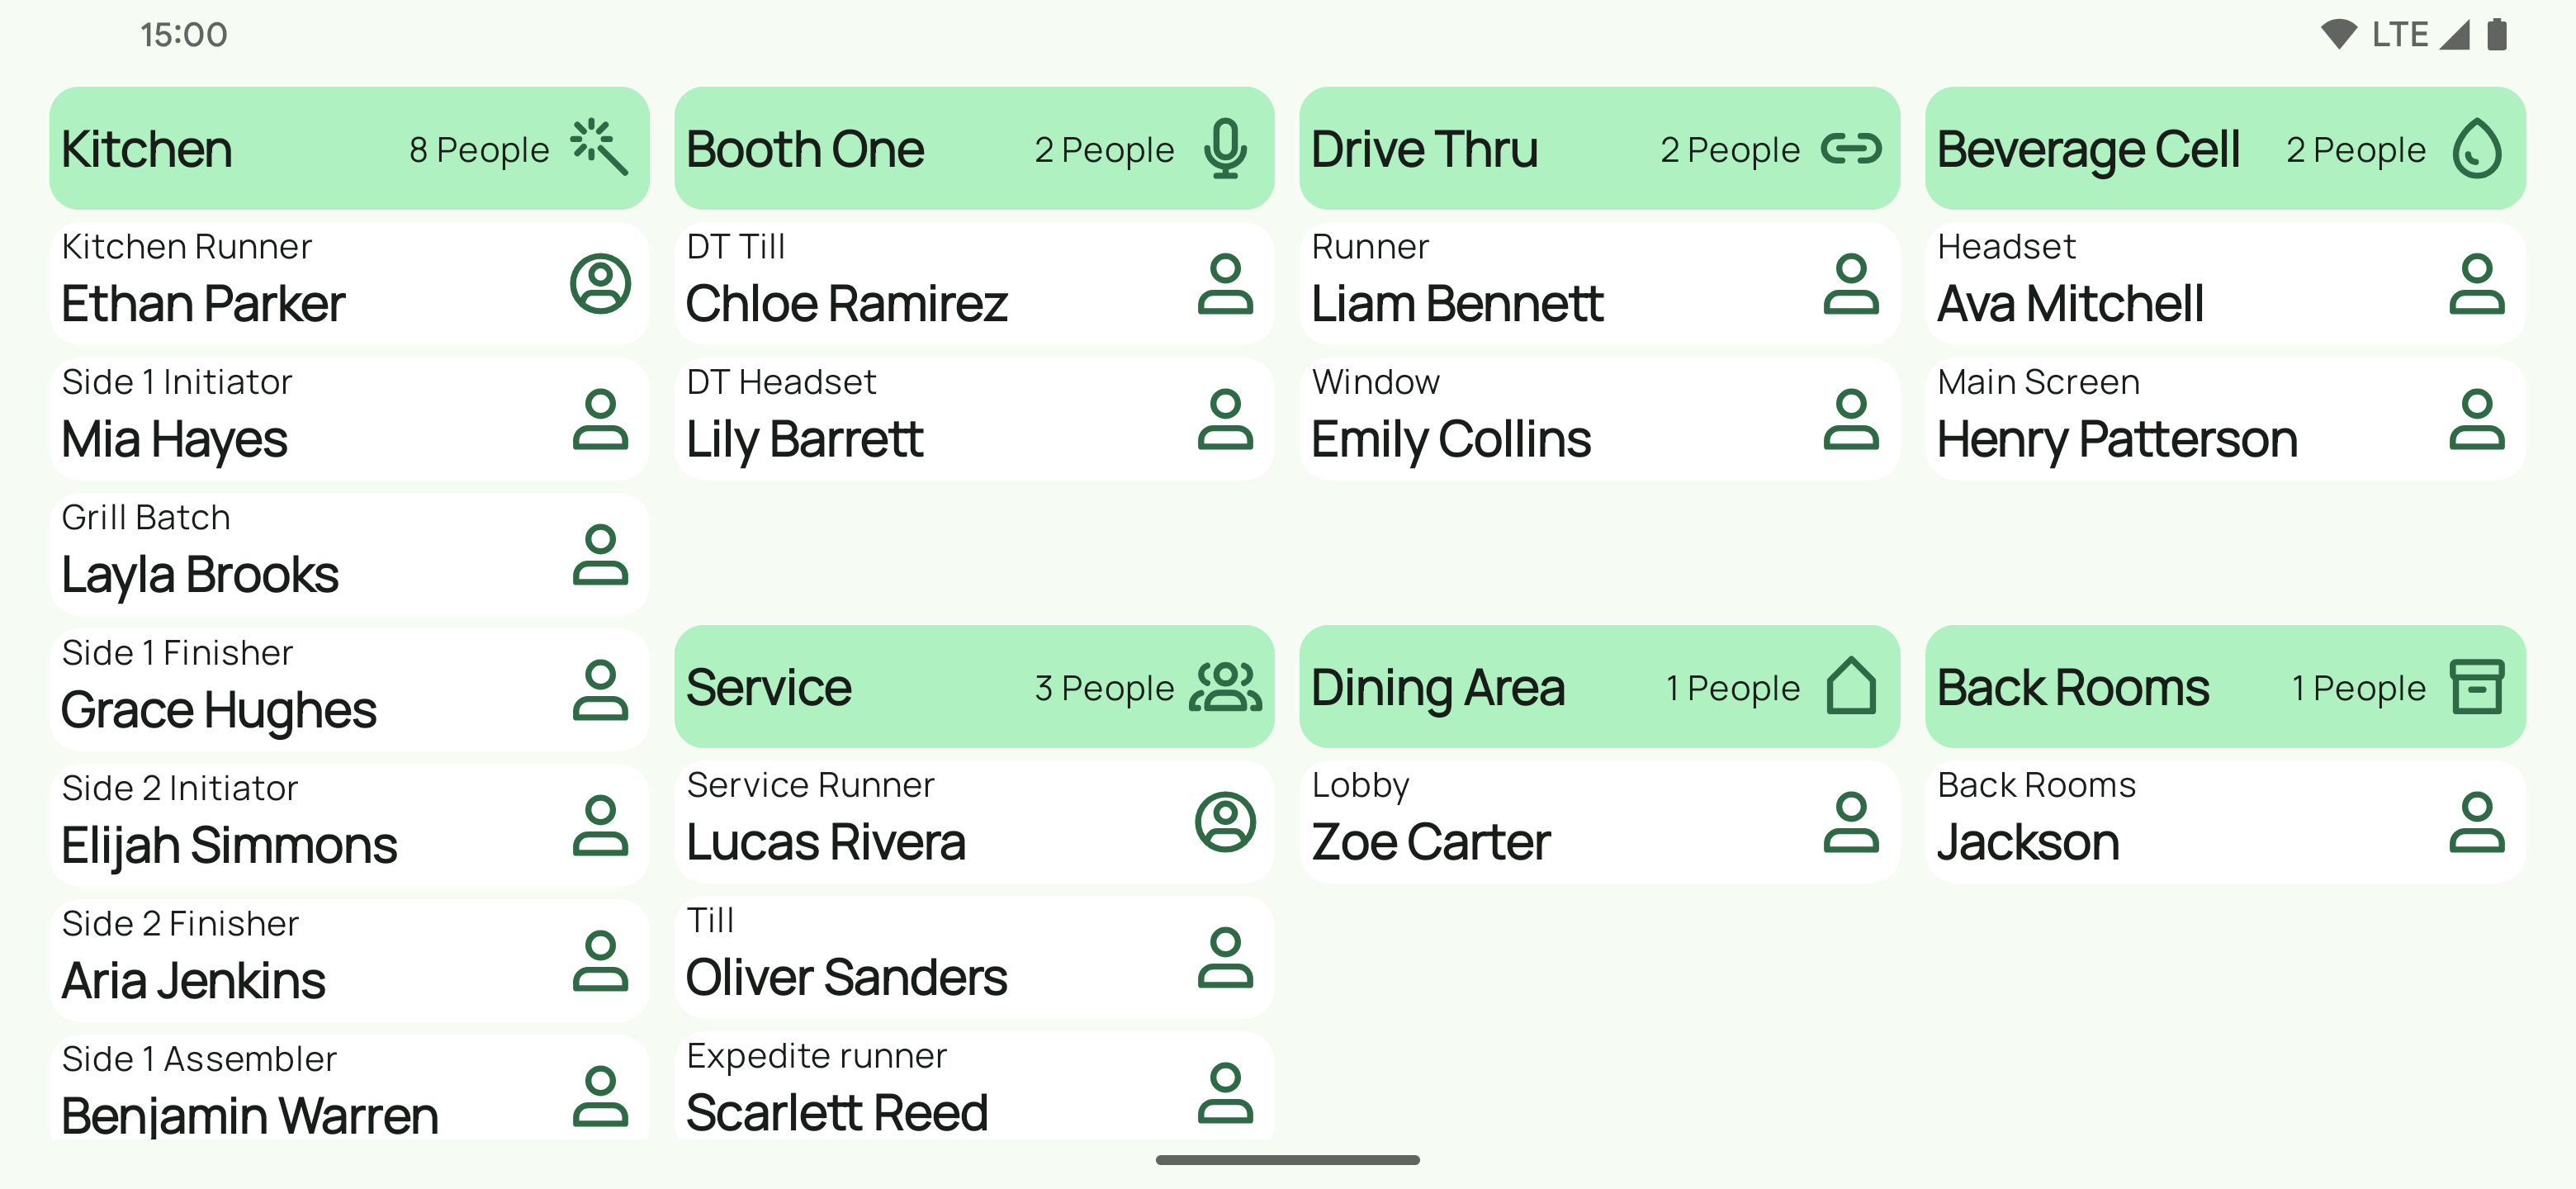 15:00
LTE
Kitchen
8 People
Kitchen Runner
Ethan Parker
Side 1 Initiator
Mia Hayes
Grill Batch
Layla Brooks
Side 1 Finisher
Grace Hughes
Side 2 Initiator
Elijah Simmons
Side 2 Finisher
Aria Jenkins
Side 1 Assembler
Benjamin Warren
Booth One
2 People
DT Till
Chloe Ramirez
DT Headset
Lily Barrett
Drive Thru
2 People
Runner
Liam Bennett
Window
Emily Collins
Beverage Cell
2 People
Headset
Ava Mitchell
Main Screen
Henry Patterson
Service
3 People
Service Runner
Lucas Rivera
Till
Oliver Sanders
Expedite runner
Scarlett Reed
Dining Area
1 People
Lobby
Zoe Carter
Back Rooms
1 People
Back Rooms
Jackson